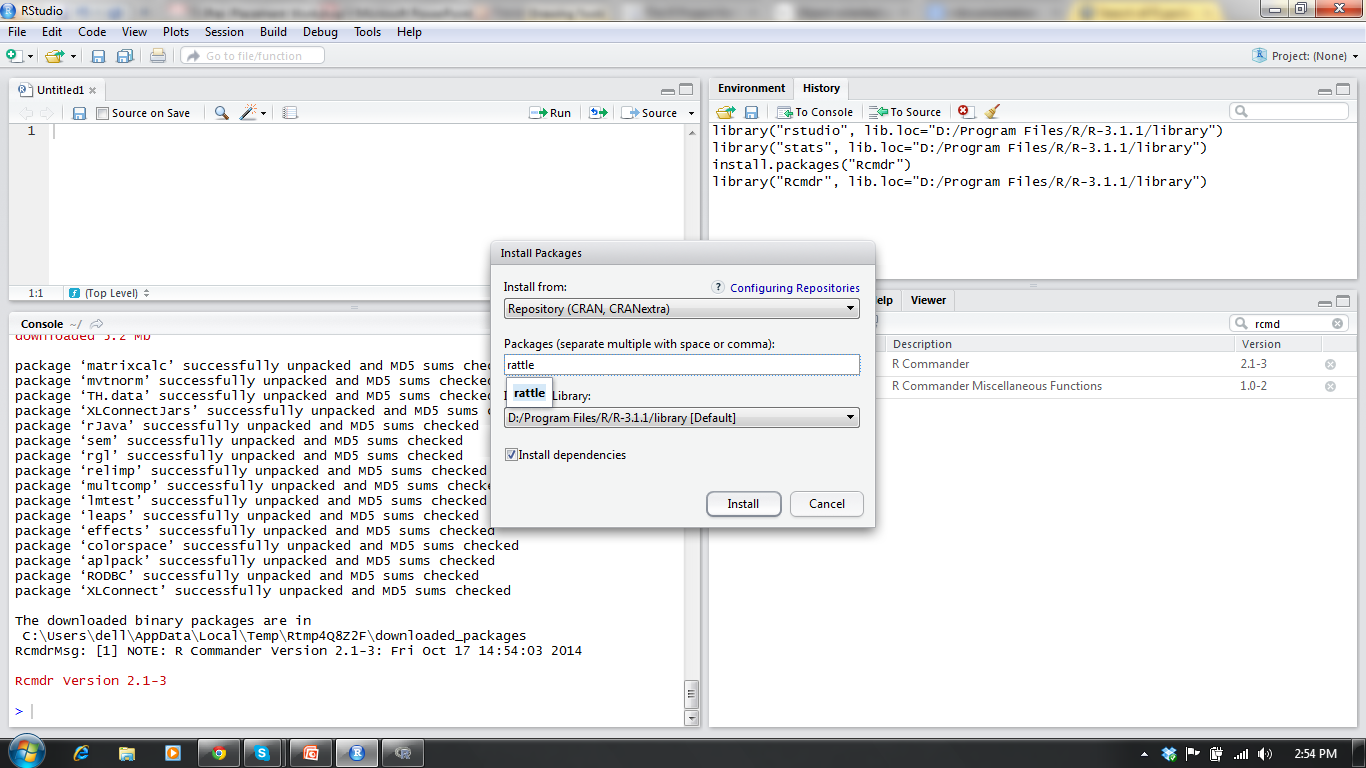 RStudio
File Edit Code View Plots Session Build Debug Tools Help
Go to file/function
Project: (None)
Untitled1
Source on Save
Run
Source
1
1:1
(Top Level)
Environment History
To Console
To Source
library("rstudio", lib.loc="D:/Program Files/R/R-3.1.1/library")
library("stats", lib.loc="D:/Program Files/R/R-3.1.1/library")
install.packages("Rcmdr")
library("Rcmdr", lib.loc="D:/Program Files/R/R-3.1.1/library")
Install Packages
Install from:
? Configuring Repositories
Repository (CRAN, CRANextra)
Packages (separate multiple with space or comma):
rattle
rattle
Library:
D:/Program Files/R/R-3.1.1/library [Default]
Install dependencies
Install
Cancel
Viewer
rcmd
Description Version
R Commander 2.1-3
R Commander Miscellaneous Functions 1.0-2
Console ~/
downloaded 5.2 Mb
package ‘matrixcalc’ successfully unpacked and MD5 sums chec
package ‘mvtnorm’ successfully unpacked and MD5 sums checked
package ‘TH.data’ successfully unpacked and MD5 sums checked
package ‘XLConnectJars’ successfully unpacked and MD5 sums c
package ‘rJava’ successfully unpacked and MD5 sums checked
package ‘sem’ successfully unpacked and MD5 sums checked
package ‘rgl’ successfully unpacked and MD5 sums checked
package ‘relimp’ successfully unpacked and MD5 sums checked
package ‘multcomp’ successfully unpacked and MD5 sums checke
package ‘lmtest’ successfully unpacked and MD5 sums checked
package ‘leaps’ successfully unpacked and MD5 sums checked
package ‘effects’ successfully unpacked and MD5 sums checked
package ‘colorspace’ successfully unpacked and MD5 sums checked
package ‘aplpack’ successfully unpacked and MD5 sums checked
package ‘RODBC’ successfully unpacked and MD5 sums checked
package ‘XLConnect’ successfully unpacked and MD5 sums checked
The downloaded binary packages are in
C:\Users\dell\AppData\Local\Temp\Rtmp4Q8Z2F\downloaded_packages
RcmdrMsg: [1] NOTE: R Commander Version 2.1-3: Fri Oct 17 14:54:03 2014
Rcmdr Version 2.1-3
>
2:54 PM